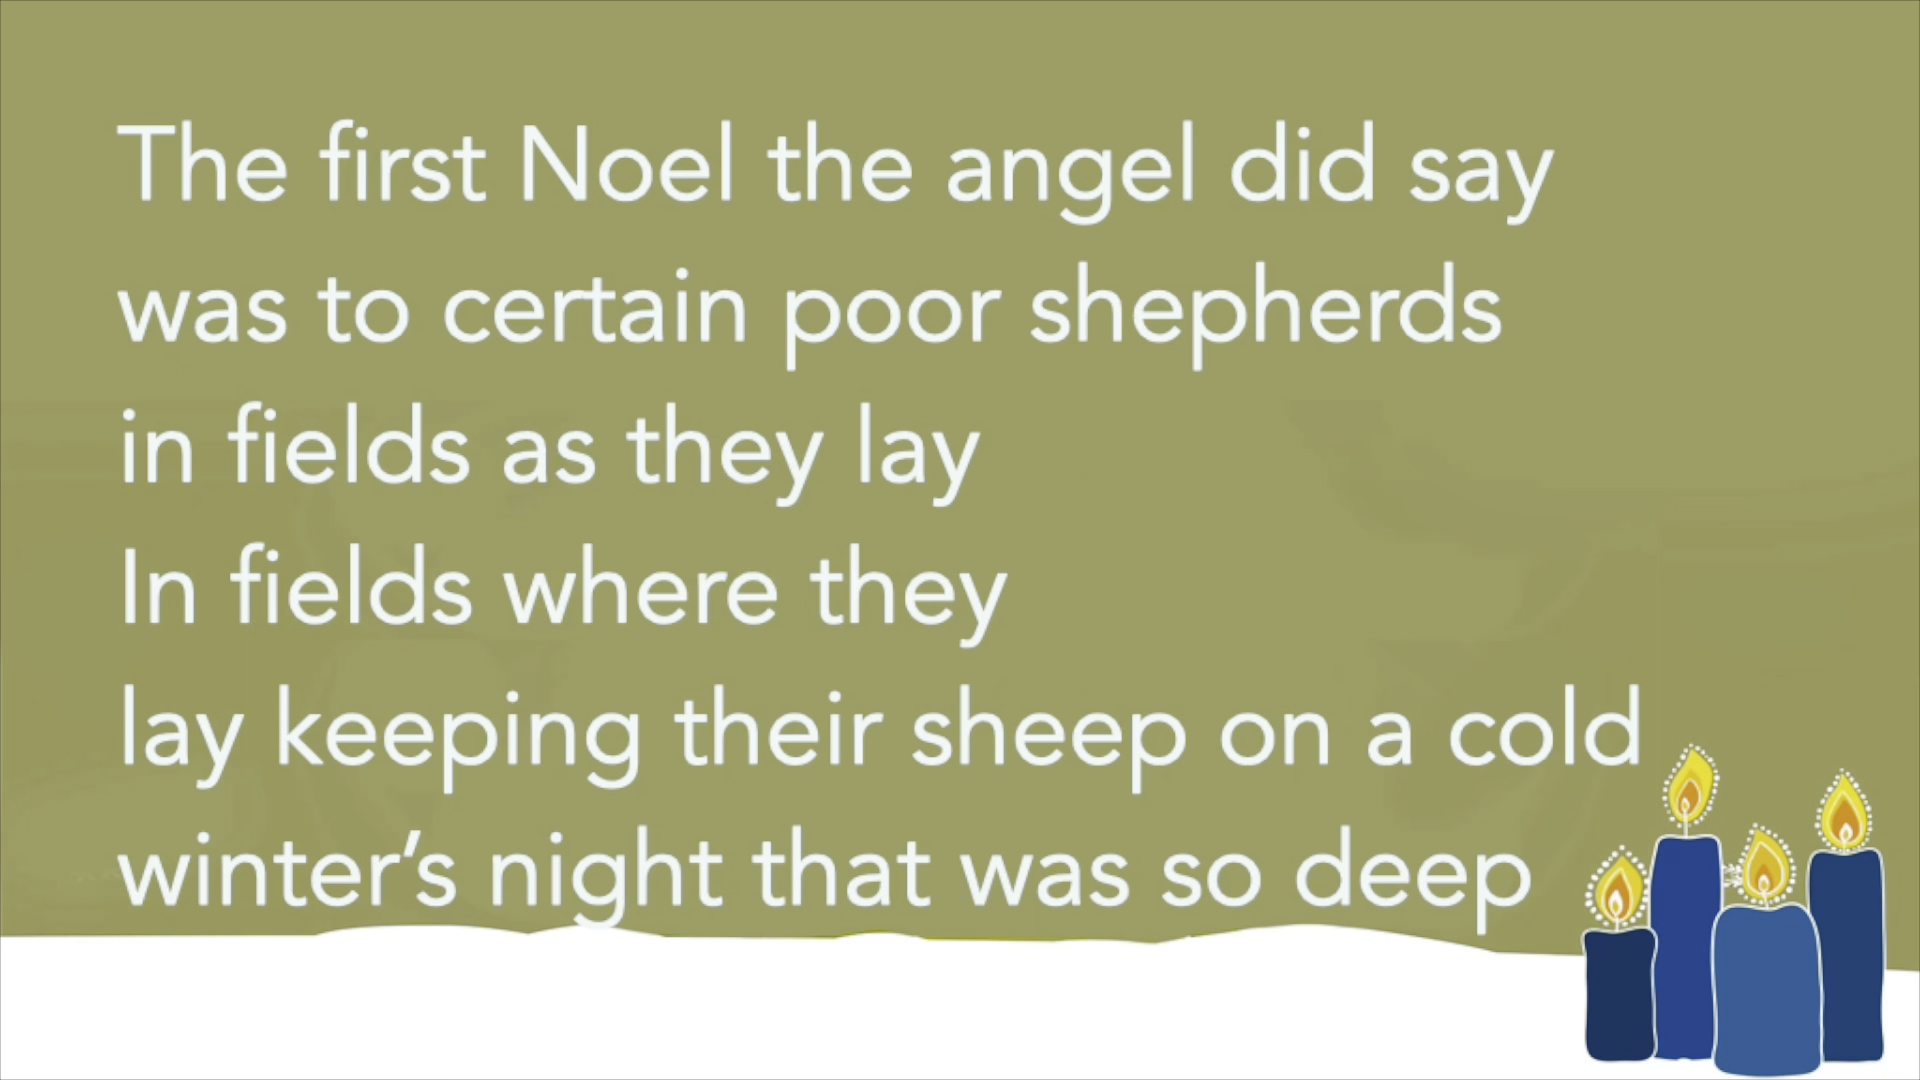 The first Noel the angel did say
was to certain poor shepherds
in fields as they lay
In fields where they
lay keeping their sheep on a cold
winter’s night that was so deep